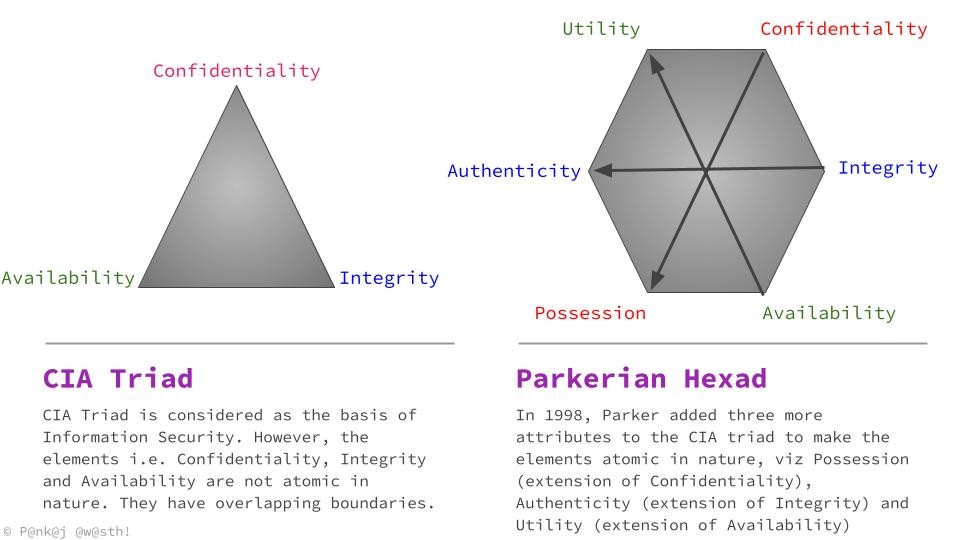 Confidentiality
Availability
Integrity
Utility
Confidentiality
Authenticity
Integrity
Possession
Availability
CIA Triad
CIA Triad is considered as the basis of
Information Security. However, the
elements i.e. Confidentiality, Integrity
and Availability are not atomic in
nature. They have overlapping boundaries.
Parkerian Hexad
In 1998, Parker added three more
attributes to the CIA triad to make the
elements atomic in nature, viz Possession
(extension of Confidentiality),
Authenticity (extension of Integrity) and
Utility (extension of Availability)
© P@nk@j @w@sth!